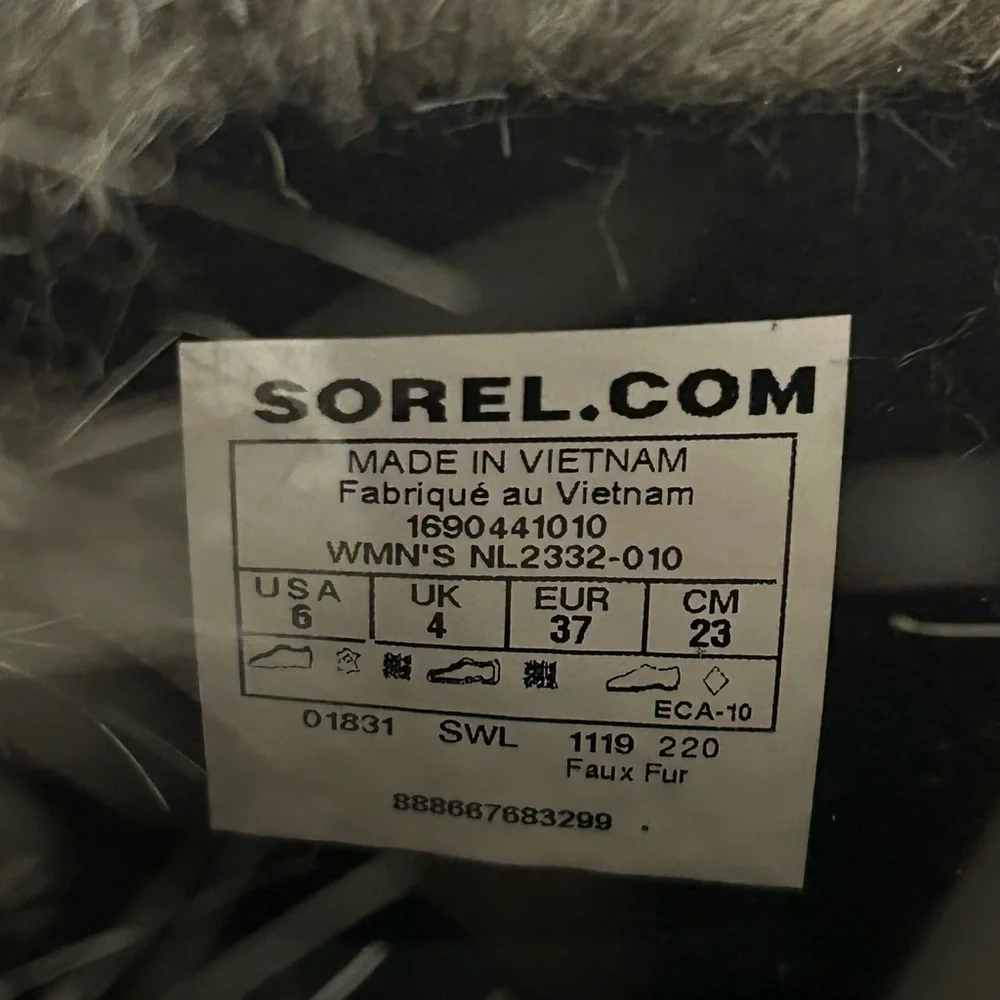 SOREL.COM
MADE IN VIETNAM
Fabriqué au Vietnam
1690441010
WMN'S NL2332-010
USA UK EUR CM
6 4 37 23
ECA-10
01831 SWL 1119 220
Faux Fur
888667683299 .